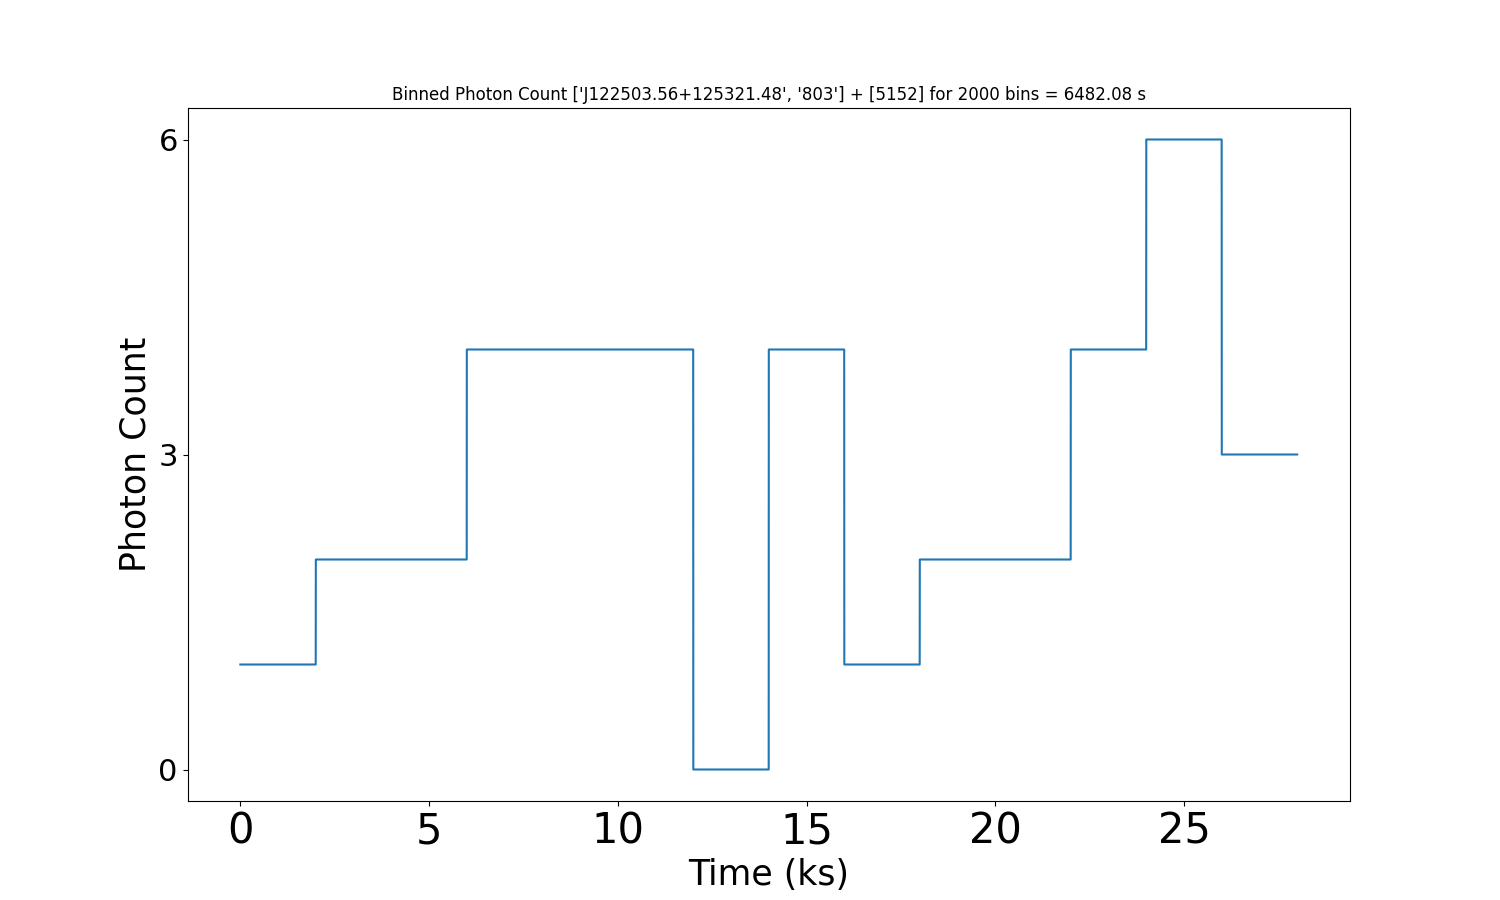 Binned Photon Count ['J122503.56+125321.48', '803'] + [5152] for 2000 bins = 6482.08 s
6
3
0
Photon Count
0 5 10 15 20 25
Time (ks)